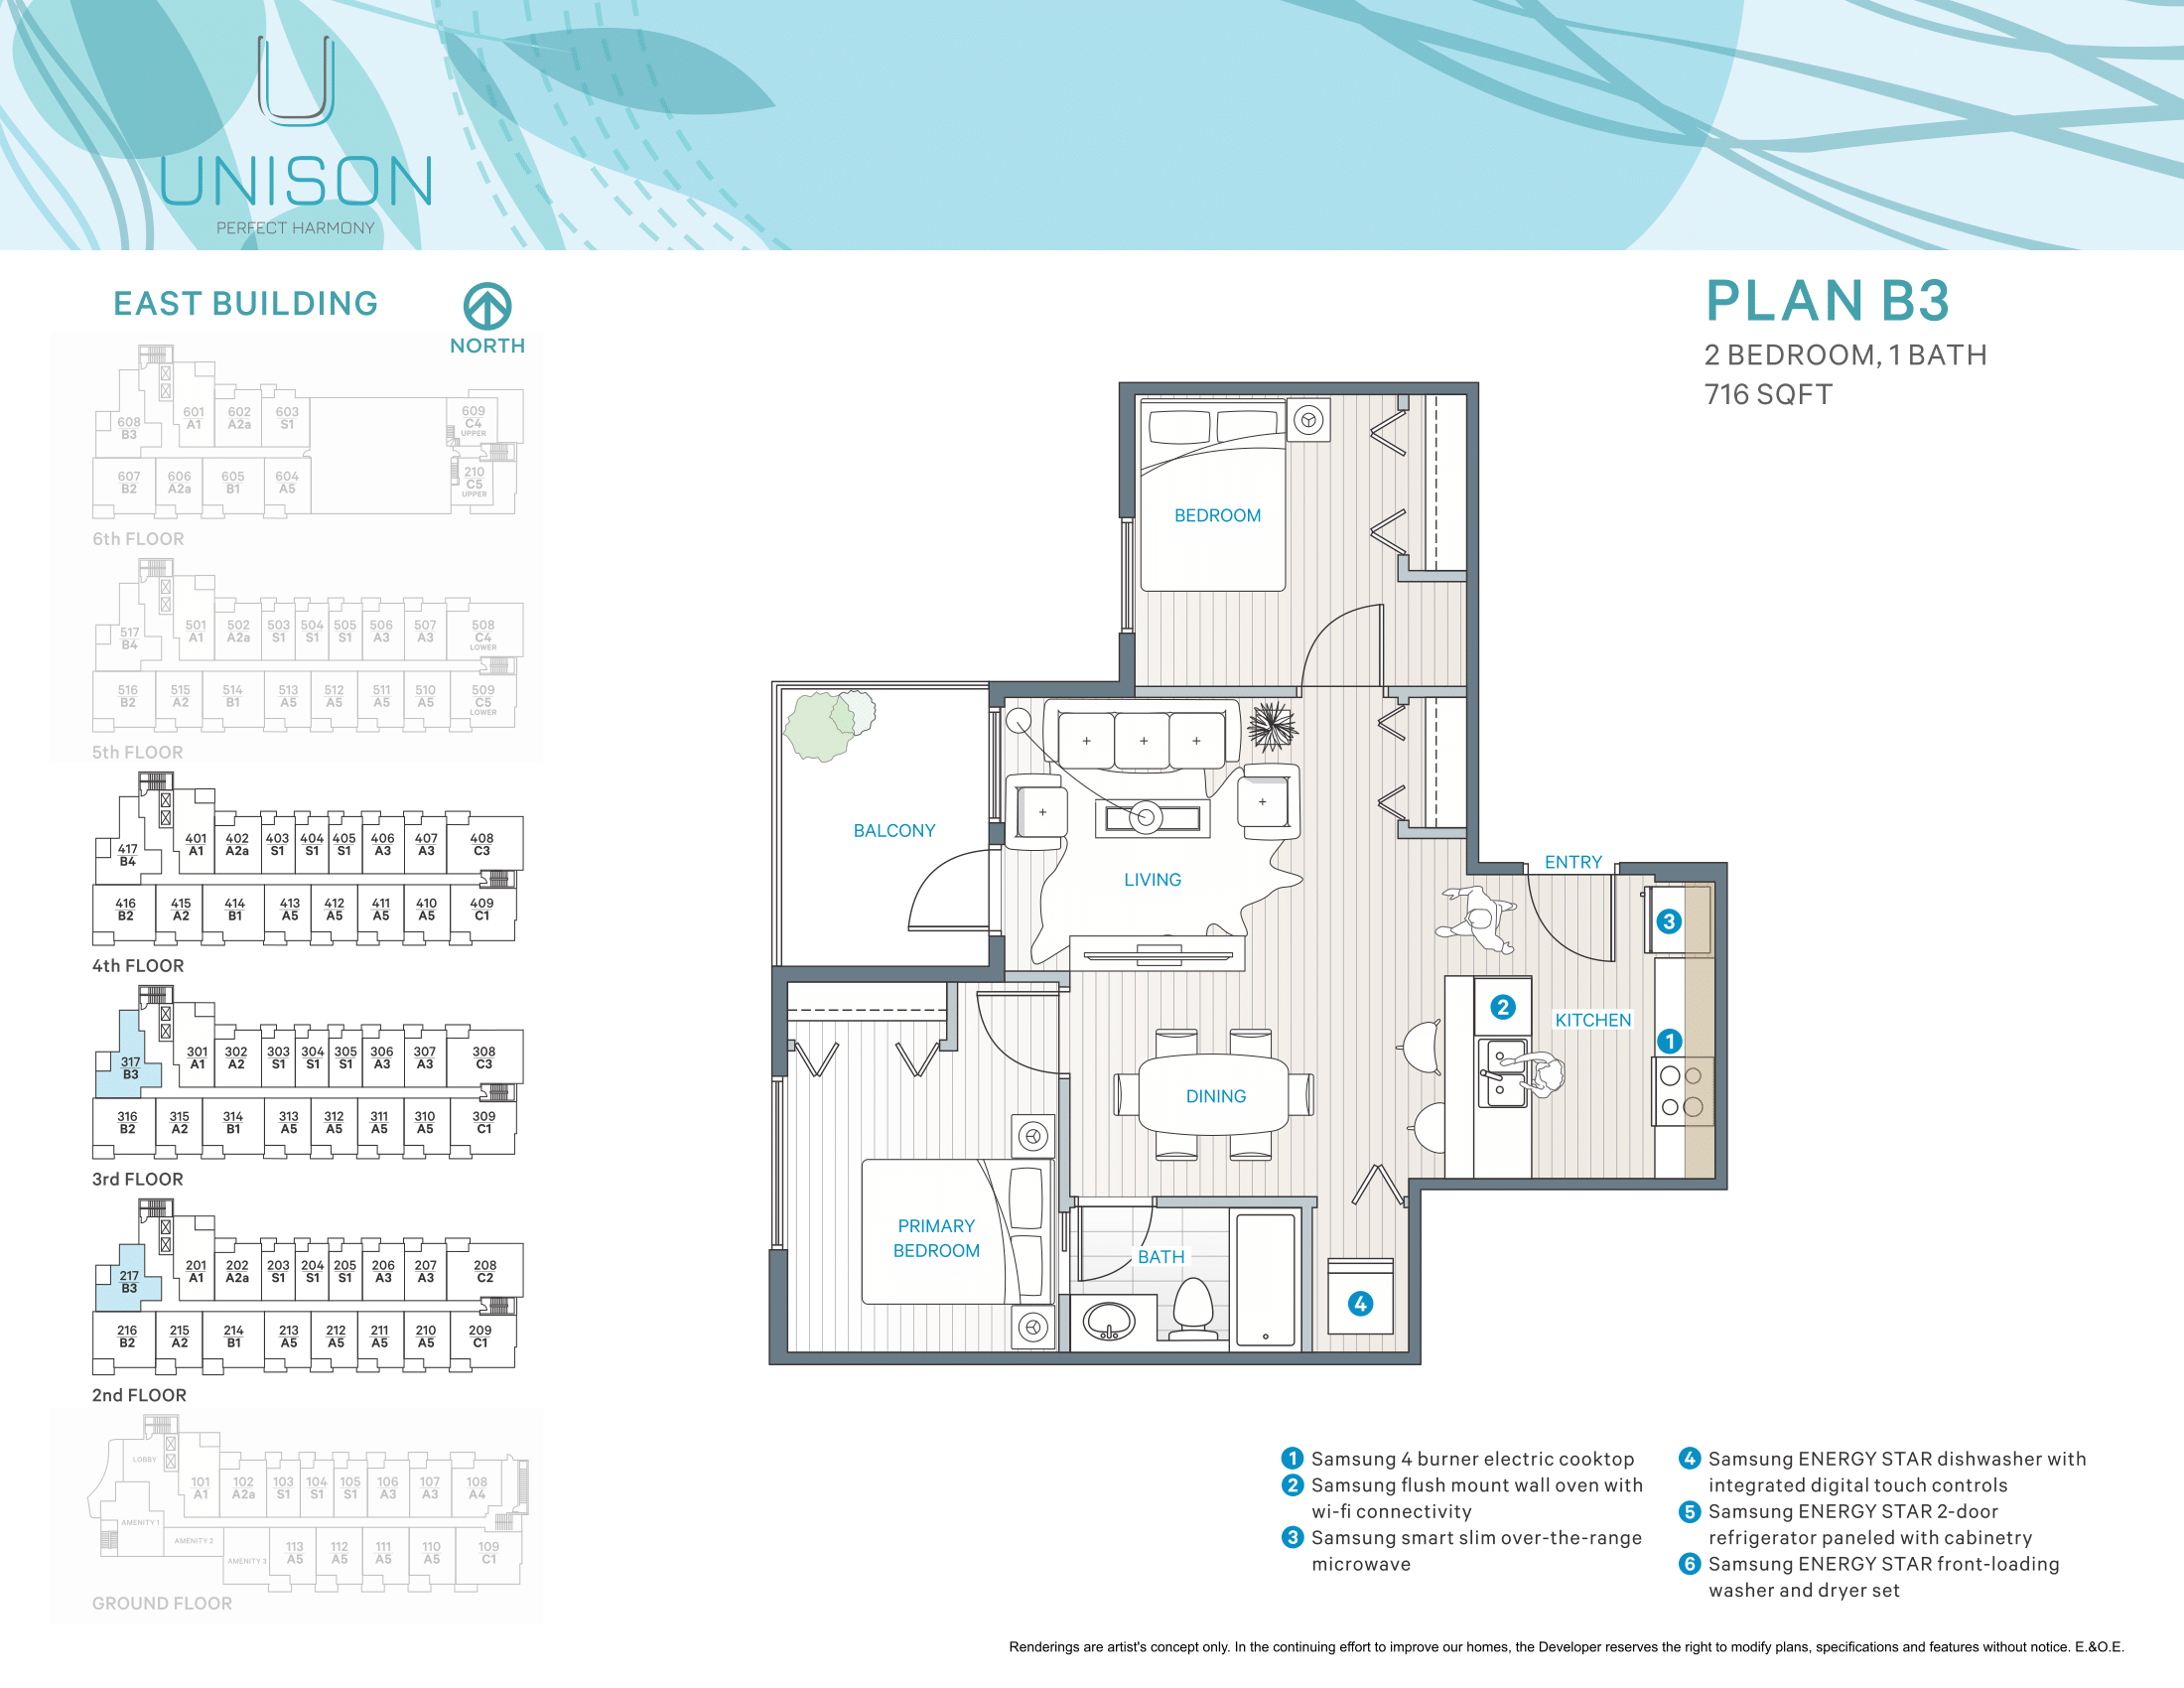 UNISON
PERFECT HARMONY
EAST BUILDING
NORTH
PLAN B3
2 BEDROOM, 1 BATH
716 SQFT
601 A1
602 A2a
603 S1
609 C4 UPPER
608 B3
607 B2
606 A2a
605 B1
604 A5
210 C5 UPPER
6th FLOOR
501 A1
502 A2a
503 S1
504 S1
505 S1
506 A3
507 A3
508 C4 LOWER
517 B4
516 B2
515 A2
514 B1
513 A5
512 A5
511 A5
510 A5
509 C5 LOWER
5th FLOOR
401 A1
402 A2a
403 S1
404 S1
405 S1
406 A3
407 A3
408 C3
417 B4
416 B2
415 A2
414 B1
413 A5
412 A5
411 A5
410 A5
409 C1
4th FLOOR
301 A1
302 A2
303 S1
304 S1
305 S1
306 A3
307 A3
308 C3
317 B3
316 B2
315 A2
314 B1
313 A5
312 A5
311 A5
310 A5
309 C1
3rd FLOOR
201 A1
202 A2a
203 S1
204 S1
205 S1
206 A3
207 A3
208 C2
217 B3
216 B2
215 A2
214 B1
213 A5
212 A5
211 A5
210 A5
209 C1
2nd FLOOR
LOBBY
101 A1
102 A2a
103 S1
104 S1
105 S1
106 A3
107 A3
108 A4
AMENITY 1
AMENITY 2
AMENITY 3
113 A5
112 A5
111 A5
110 A5
109 C1
GROUND FLOOR
BEDROOM
BALCONY
LIVING
ENTRY
3
2
KITCHEN
1
DINING
PRIMARY
BEDROOM
BATH
4
1 Samsung 4 burner electric cooktop
2 Samsung flush mount wall oven with
wi-fi connectivity
3 Samsung smart slim over-the-range
microwave
4 Samsung ENERGY STAR dishwasher with
integrated digital touch controls
5 Samsung ENERGY STAR 2-door
refrigerator paneled with cabinetry
6 Samsung ENERGY STAR front-loading
washer and dryer set
Renderings are artist's concept only. In the continuing effort to improve our homes, the Developer reserves the right to modify plans, specifications and features without notice. E.&O.E.